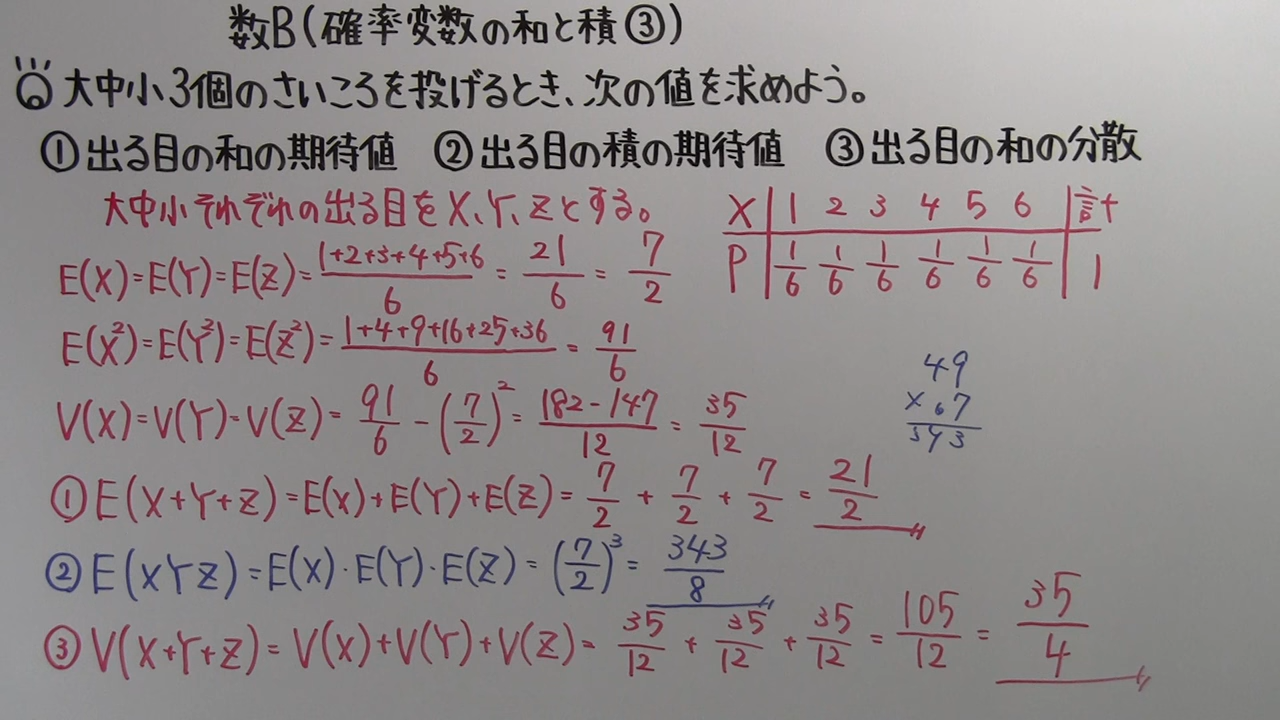 数B(確率変数の和と積③)
大中小3個のさいころを投げるとき、次の値を求めよう。
①出る目の和の期待値 ②出る目の積の期待値 ③出る目の和の分散
大中小それぞれの出る目をX、Y、Zとする。
X 1 2 3 4 5 6 計
P 1/6 1/6 1/6 1/6 1/6 1/6 1
E(X)=E(Y)=E(Z)=(1+2+3+4+5+6)/6=21/6=7/2
E(X²)=E(Y²)=E(Z²)=(1+4+9+16+25+36)/6=91/6
V(X)=V(Y)=V(Z)=91/6-(7/2)²=(182-147)/12=35/12
49
×67
343
①E(X+Y+Z)=E(X)+E(Y)+E(Z)=7/2+7/2+7/2=21/2
②E(XYZ)=E(X)・E(Y)・E(Z)=(7/2)³=343/8
③V(X+Y+Z)=V(X)+V(Y)+V(Z)=35/12+35/12+35/12=105/12=35/4